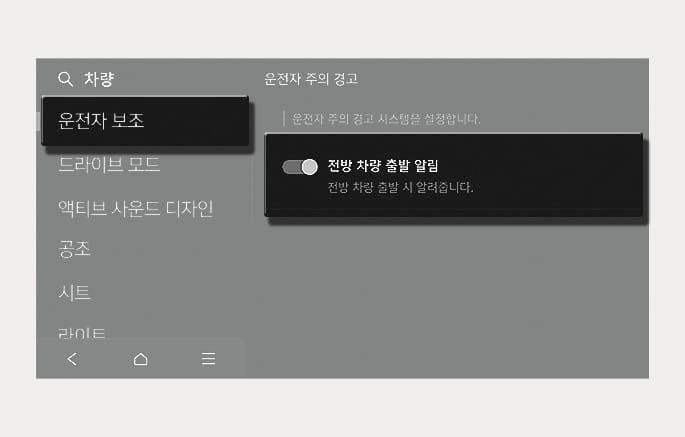 차량
운전자 보조
드라이브 모드
액티브 사운드 디자인
공조
시트
라이트
운전자 주의 경고
운전자 주의 경고 시스템을 설정합니다.
전방 차량 출발 알림
전방 차량 출발 시 알려줍니다.